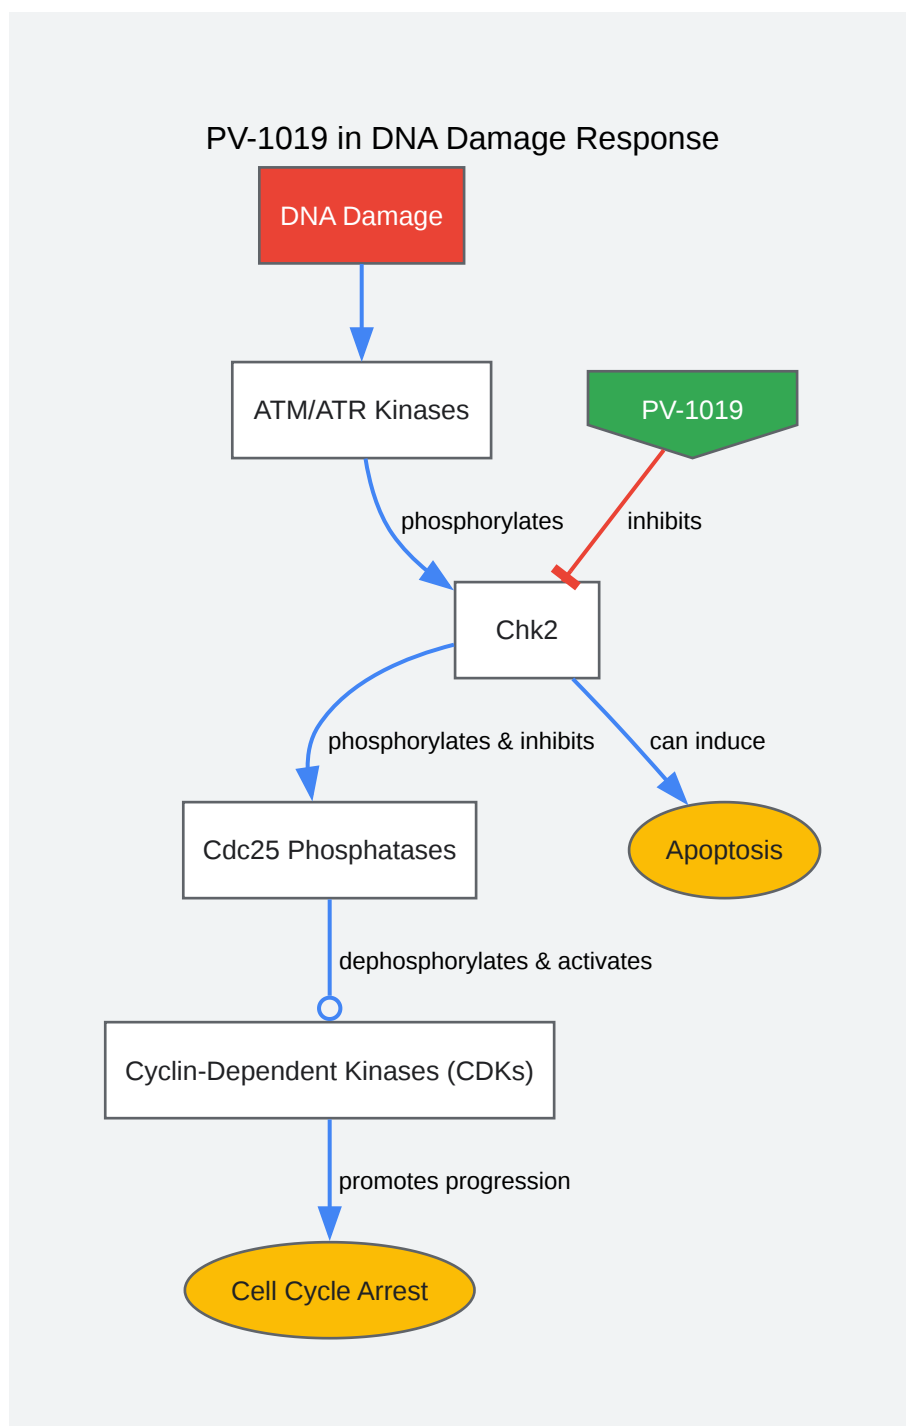 PV-1019 in DNA Damage Response
DNA Damage
ATM/ATR Kinases
PV-1019
phosphorylates
inhibits
Chk2
phosphorylates & inhibits
can induce
Cdc25 Phosphatases
Apoptosis
dephosphorylates & activates
Cyclin-Dependent Kinases (CDKs)
promotes progression
Cell Cycle Arrest